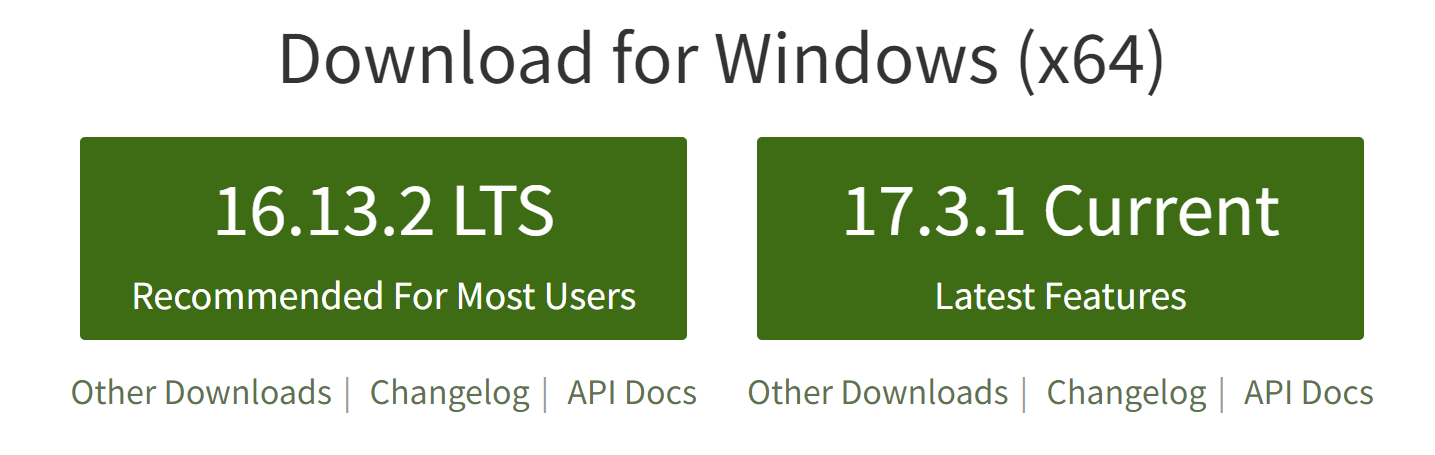 Download for Windows (x64)
16.13.2 LTS
Recommended For Most Users
Other Downloads | Changelog | API Docs
17.3.1 Current
Latest Features
Other Downloads | Changelog | API Docs